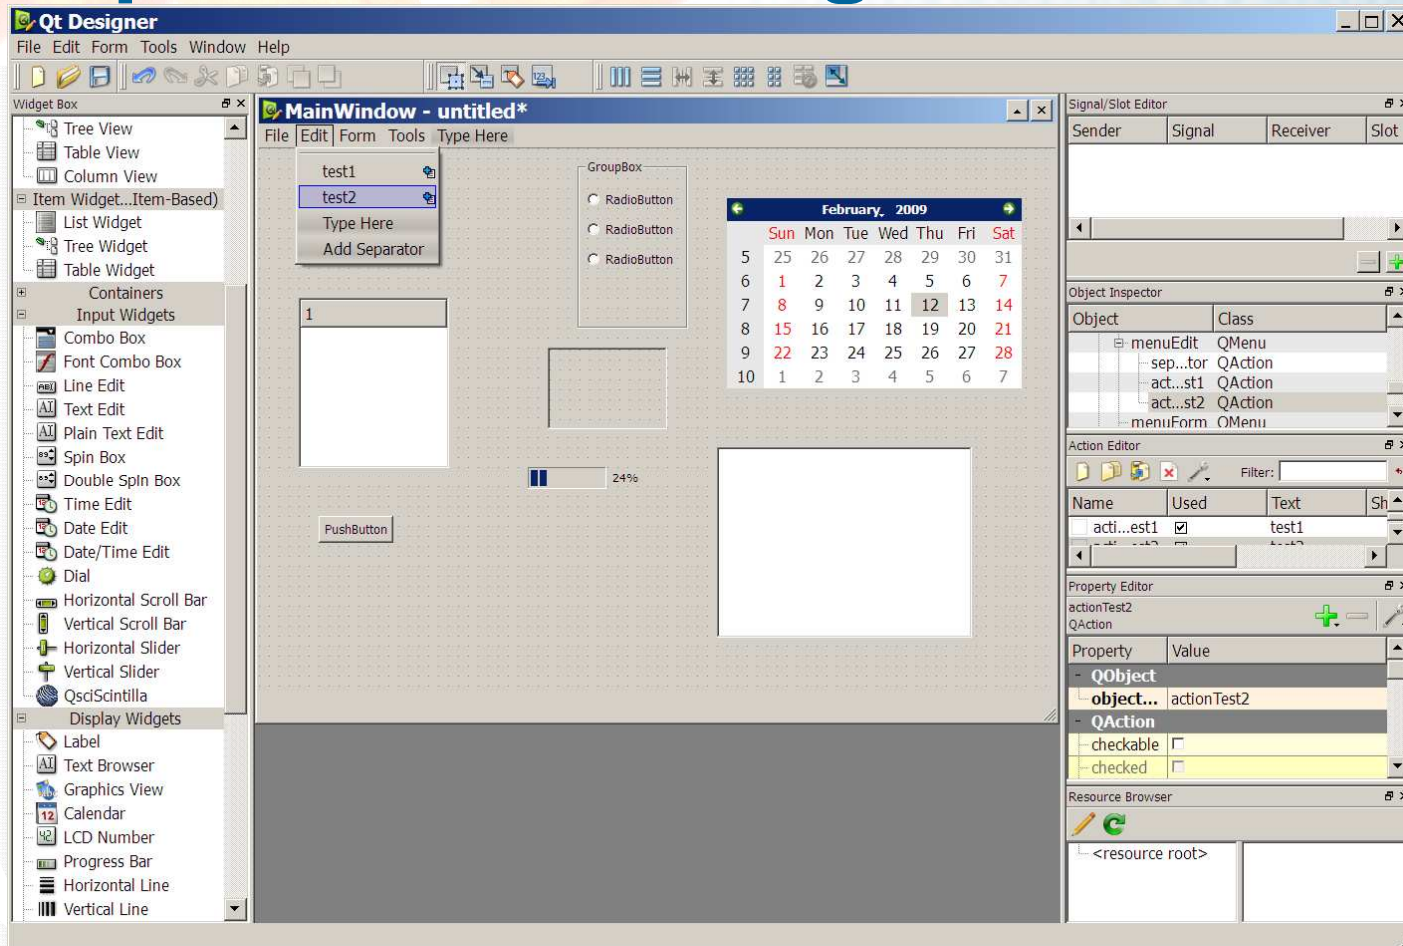 Qt Designer
File Edit Form Tools Window Help
Widget Box
Tree View
Table View
Column View
Item Widget...Item-Based)
List Widget
Tree Widget
Table Widget
Containers
Input Widgets
Combo Box
Font Combo Box
Line Edit
Text Edit
Plain Text Edit
Spin Box
Double Spin Box
Time Edit
Date Edit
Date/Time Edit
Dial
Horizontal Scroll Bar
Vertical Scroll Bar
Horizontal Slider
Vertical Slider
QsciScintilla
Display Widgets
Label
Text Browser
Graphics View
Calendar
LCD Number
Progress Bar
Horizontal Line
Vertical Line
MainWindow - untitled*
File Edit Form Tools Type Here
test1
test2
Type Here
Add Separator
1
PushButton
GroupBox
RadioButton
RadioButton
RadioButton
24%
February, 2009
Sun Mon Tue Wed Thu Fri Sat
5 25 26 27 28 29 30 31
6 1 2 3 4 5 6 7
7 8 9 10 11 12 13 14
8 15 16 17 18 19 20 21
9 22 23 24 25 26 27 28
10 1 2 3 4 5 6 7
Signal/Slot Editor
Sender Signal Receiver Slot
Object Inspector
Object Class
menuEdit QMenu
sep...tor QAction
act...st1 QAction
act...st2 QAction
menuForm QMenu
Action Editor
Filter:
Name Used Text Sh
acti...est1 test1
acti...est2 test2
Property Editor
actionTest2
QAction
Property Value
QObject
object... actionTest2
QAction
checkable
checked
Resource Browser
<resource root>